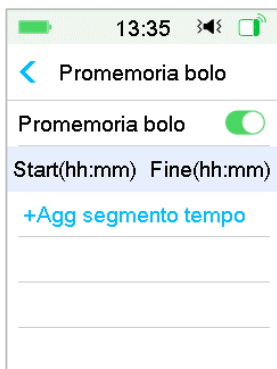 13:35
Promemoria bolo
Promemoria bolo
Start(hh:mm) Fine(hh:mm)
+Agg segmento tempo